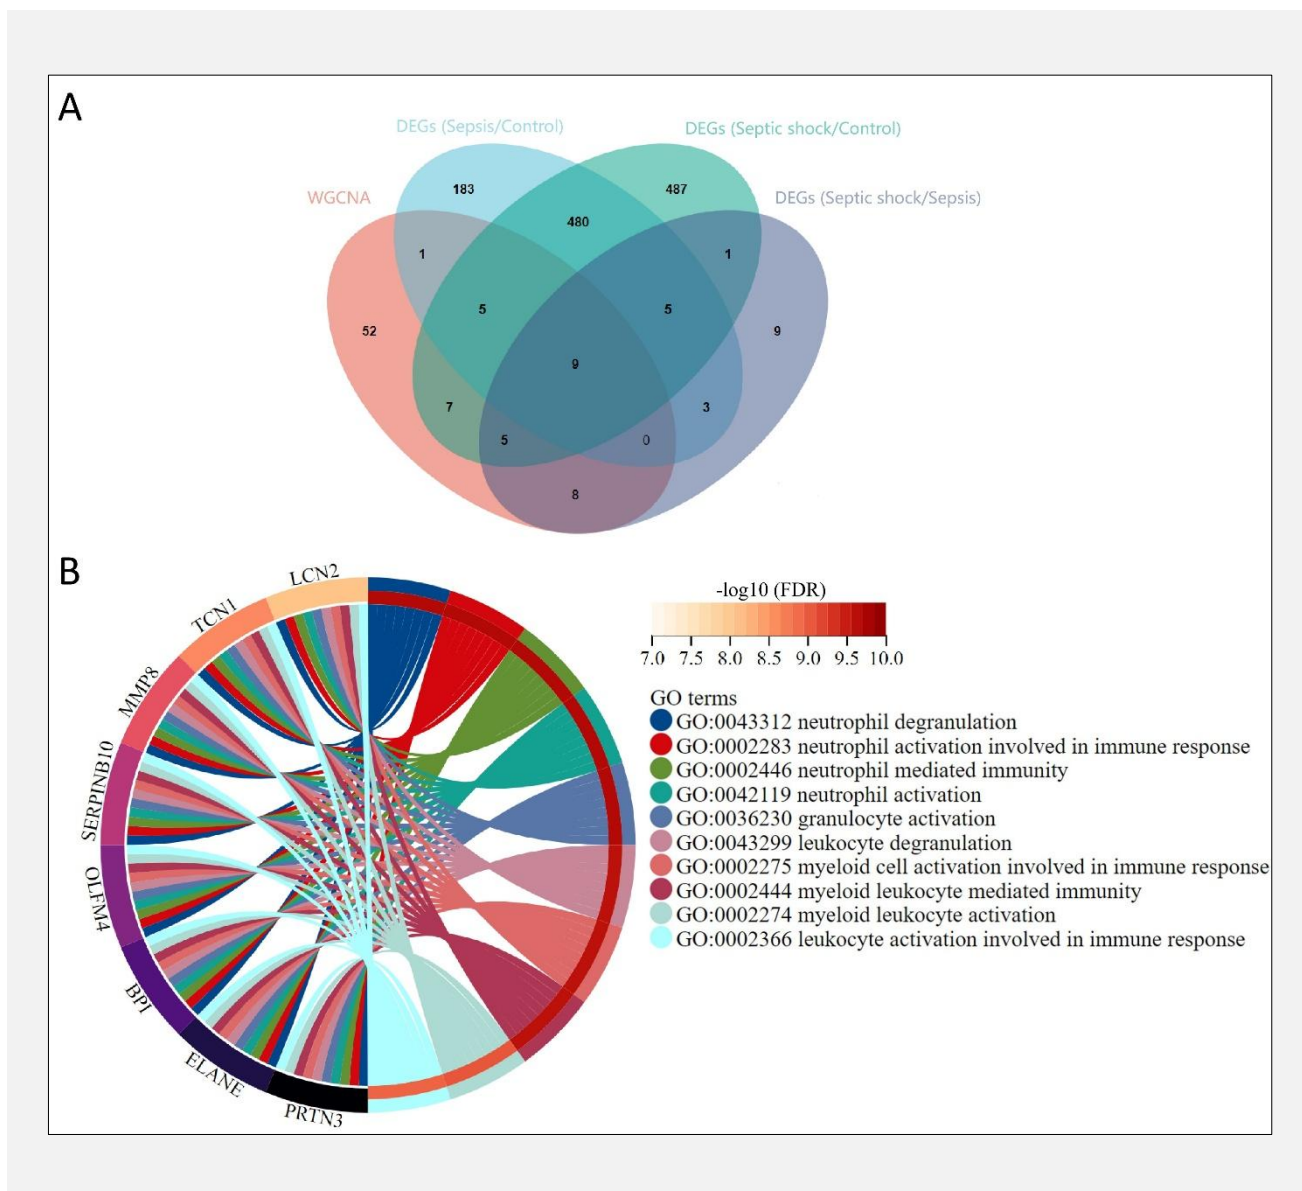 A
DEGs (Sepsis/Control)
DEGs (Septic shock/Control)
WGCNA
DEGs (Septic shock/Sepsis)
183
487
480
1
1
5
5
52
9
9
7
3
5
0
8
B
LCN2
TCN1
MMP8
SERPINB10
OLFM4
BPI
ELANE
PRTN3
-log10 (FDR)
7.0 7.5 8.0 8.5 9.0 9.5 10.0
GO terms
GO:0043312 neutrophil degranulation
GO:0002283 neutrophil activation involved in immune response
GO:0002446 neutrophil mediated immunity
GO:0042119 neutrophil activation
GO:0036230 granulocyte activation
GO:0043299 leukocyte degranulation
GO:0002275 myeloid cell activation involved in immune response
GO:0002444 myeloid leukocyte mediated immunity
GO:0002274 myeloid leukocyte activation
GO:0002366 leukocyte activation involved in immune response